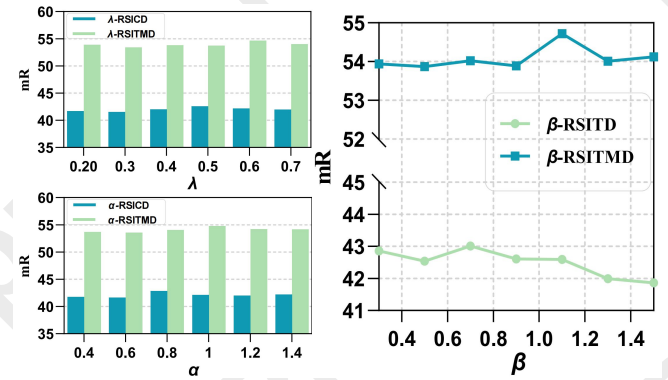 60
55
50
45
40
35
mR
λ-RSICD
λ-RSITMD
0.20 0.3 0.4 0.5 0.6 0.7
λ
60
55
50
45
40
35
mR
α-RSICD
α-RSITMD
0.4 0.6 0.8 1 1.2 1.4
α
55
54
53
52
45
44
43
42
41
mR
β-RSITD
β-RSITMD
0.4 0.6 0.8 1.0 1.2 1.4
β